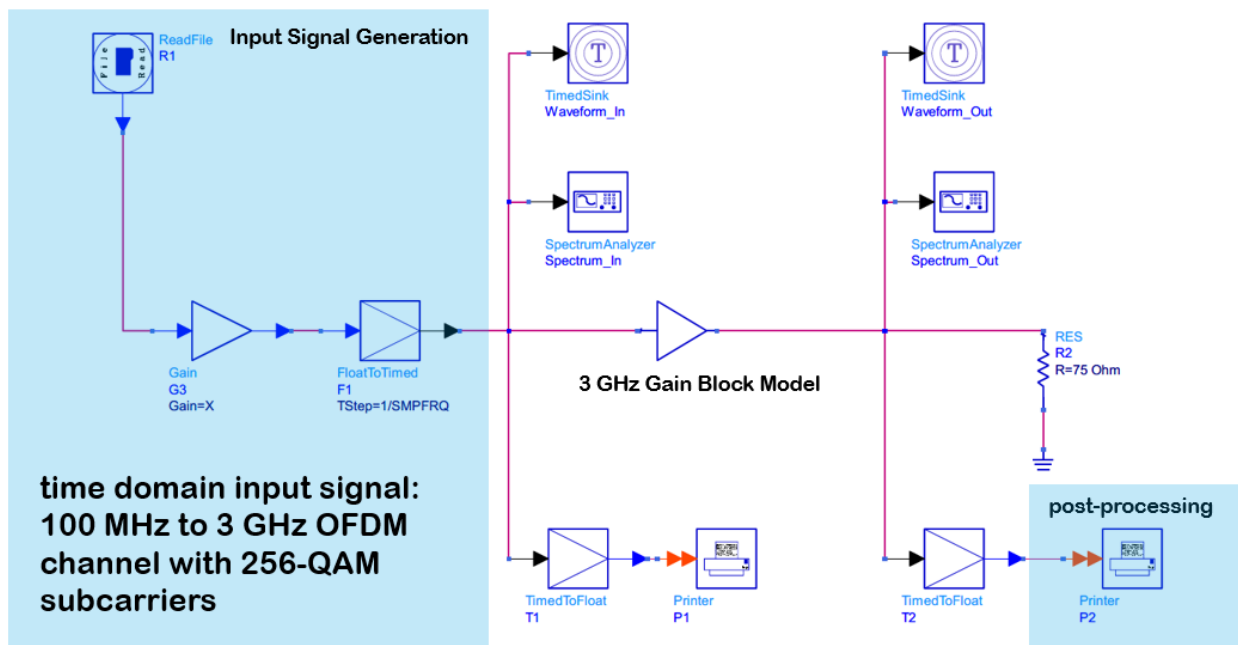 ReadFile
R1
Input Signal Generation
File
Read
T
TimedSink
Waveform_In
T
TimedSink
Waveform_Out
SpectrumAnalyzer
Spectrum_In
SpectrumAnalyzer
Spectrum_Out
Gain
G3
Gain=X
FloatToTimed
F1
TStep=1/SMPFRQ
3 GHz Gain Block Model
RES
R2
R=75 Ohm
time domain input signal:
100 MHz to 3 GHz OFDM
channel with 256-QAM
subcarriers
TimedToFloat
T1
Printer
P1
TimedToFloat
T2
post-processing
Printer
P2